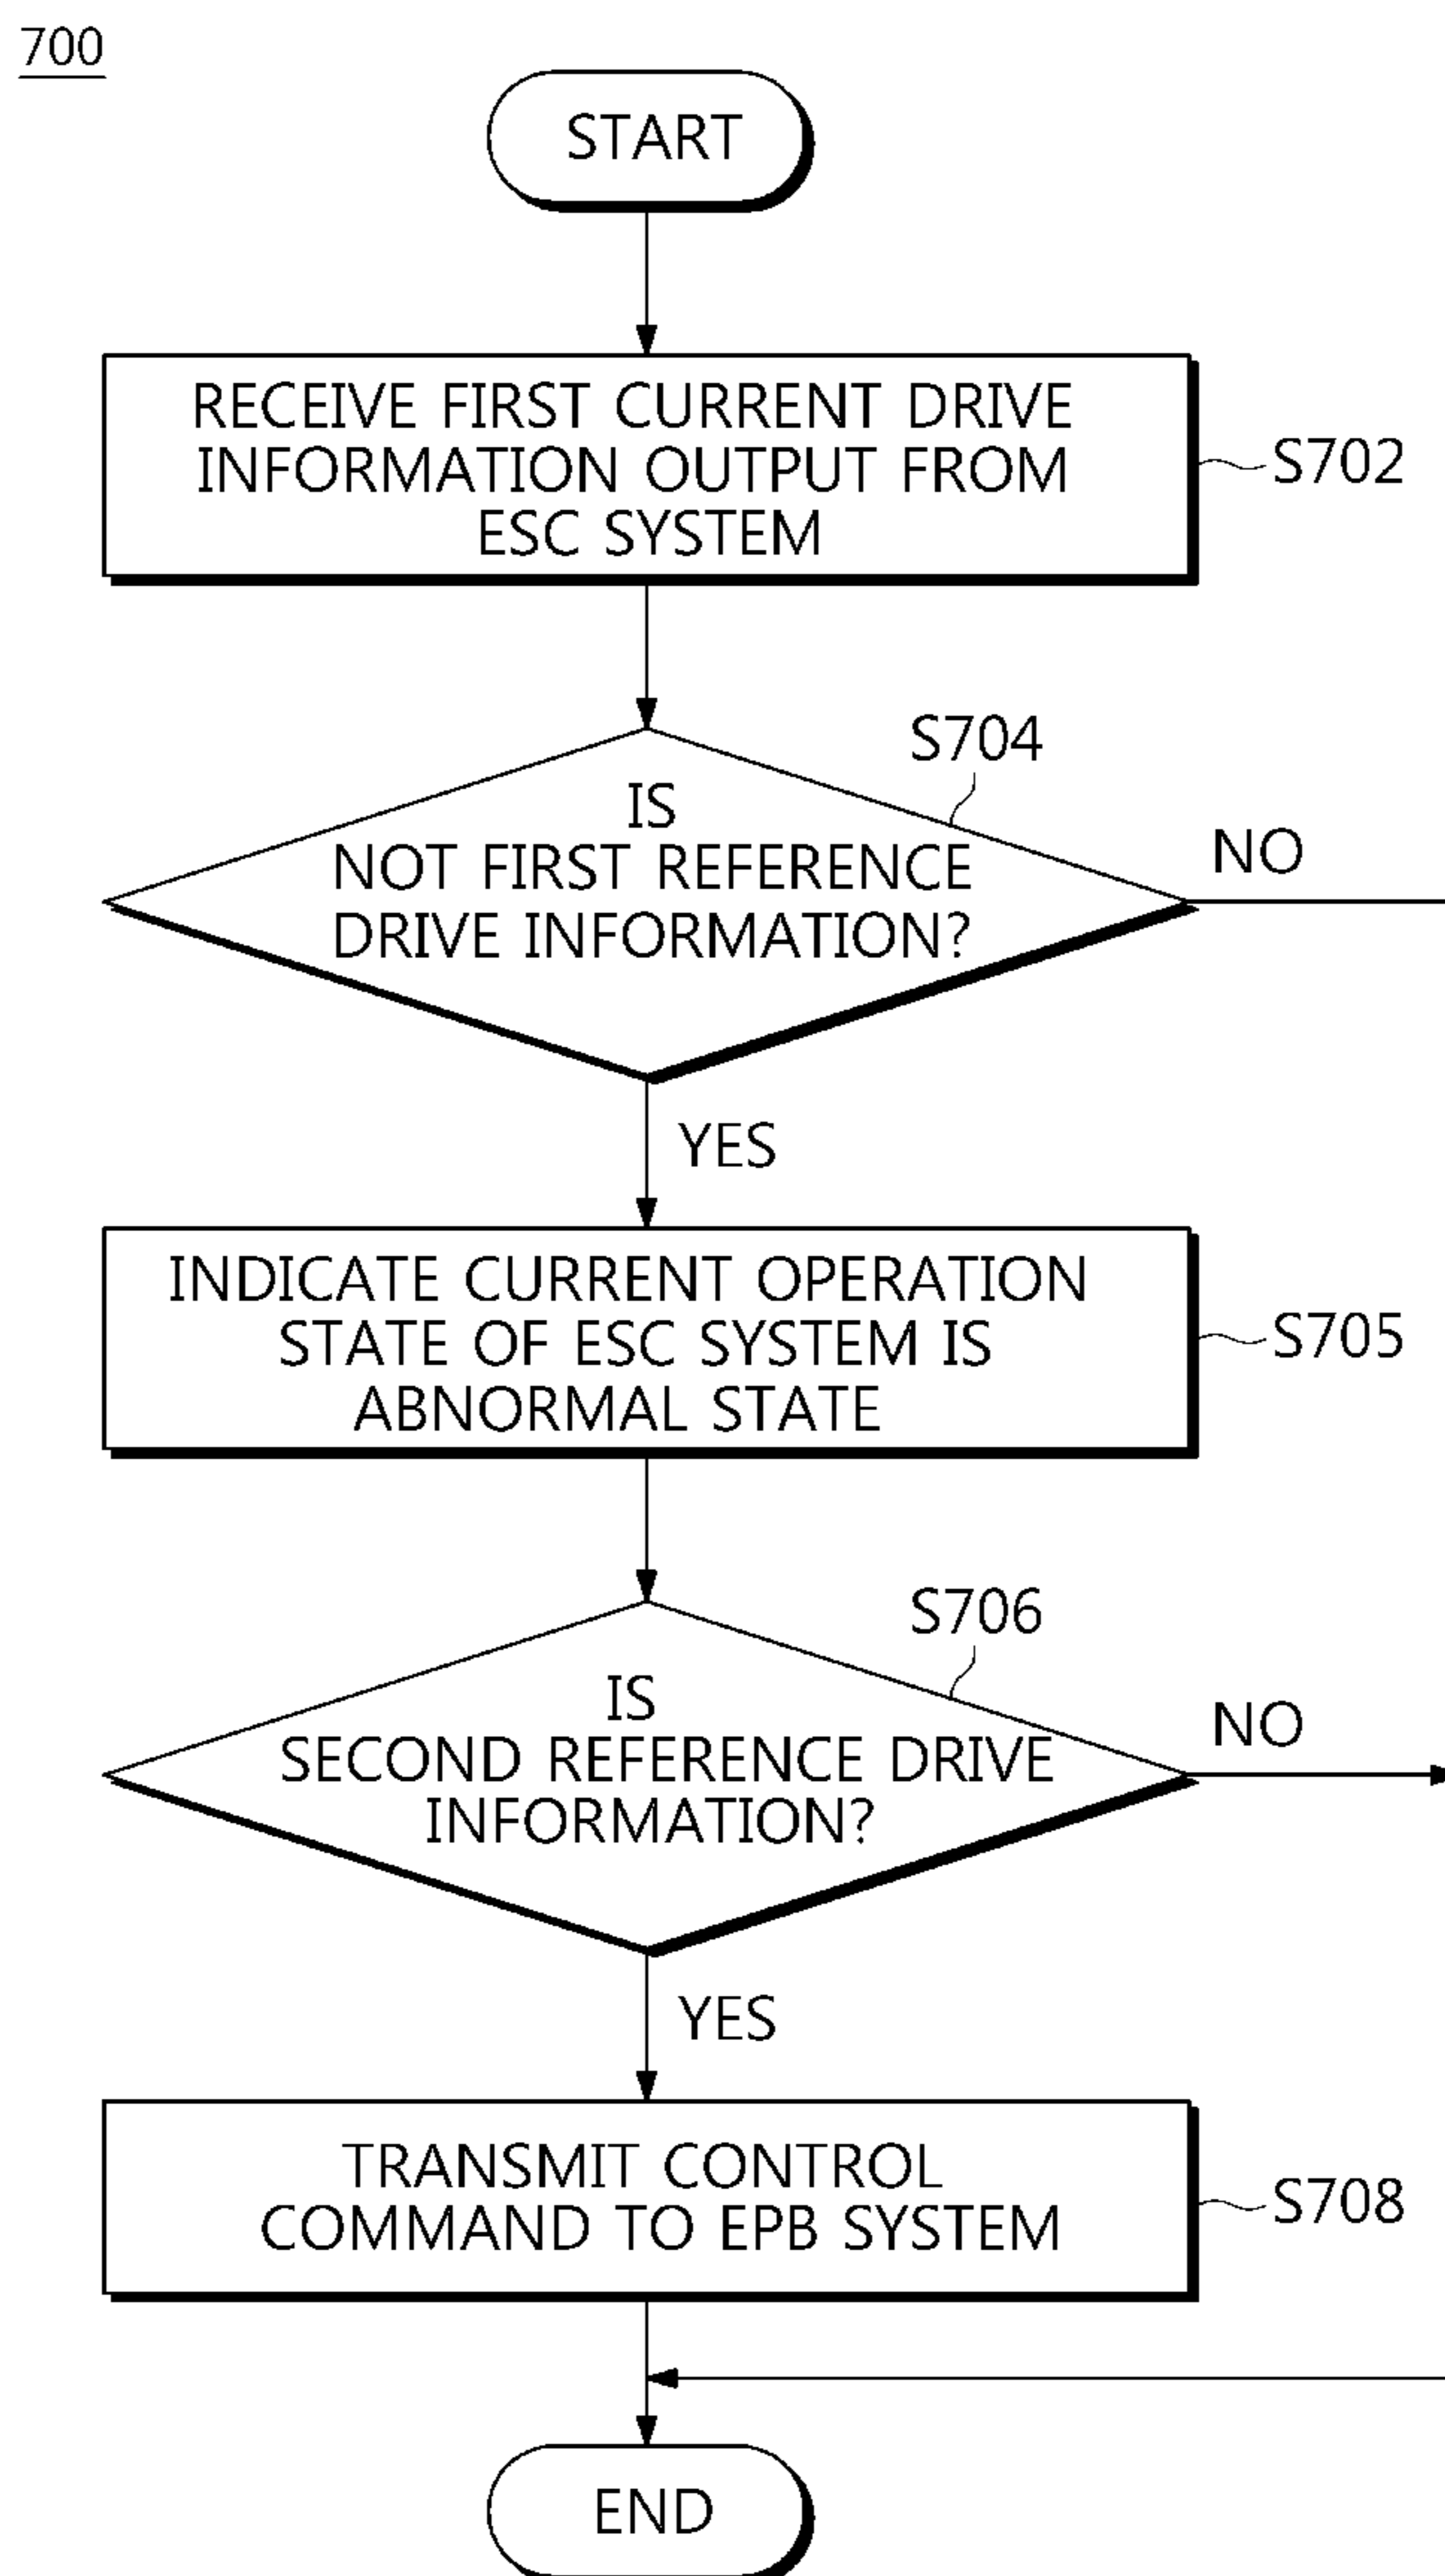 700
START
RECEIVE FIRST CURRENT DRIVE
INFORMATION OUTPUT FROM
ESC SYSTEM
S702
S704
IS
NOT FIRST REFERENCE
DRIVE INFORMATION?
NO
YES
INDICATE CURRENT OPERATION
STATE OF ESC SYSTEM IS
ABNORMAL STATE
S705
S706
IS
SECOND REFERENCE DRIVE
INFORMATION?
NO
YES
TRANSMIT CONTROL
COMMAND TO EPB SYSTEM
S708
END